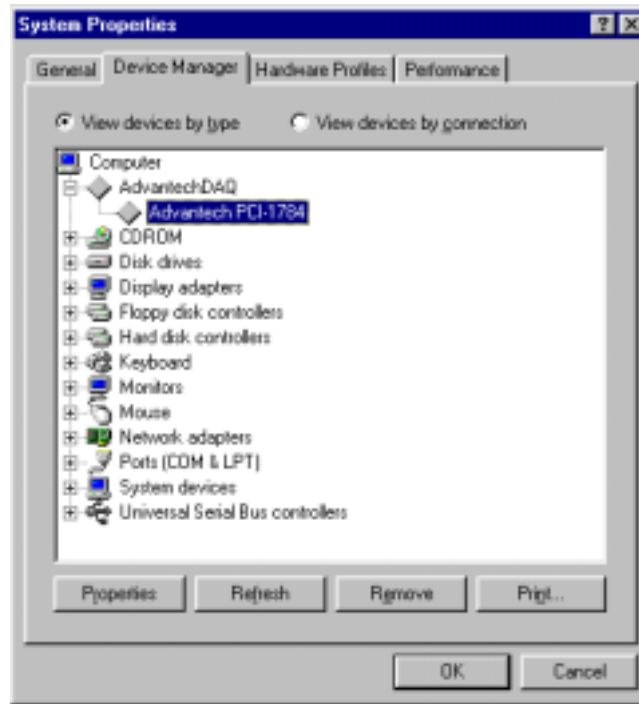 System Properties
General Device Manager Hardware Profiles Performance
View devices by type View devices by connection
Computer
AdvantechDAQ
Advantech PCI-1784
CDROM
Disk drives
Display adapters
Floppy disk controllers
Hard disk controllers
Keyboard
Monitors
Mouse
Network adapters
Ports (COM & LPT)
System devices
Universal Serial Bus controllers
Properties Refresh Remove Print...
OK Cancel